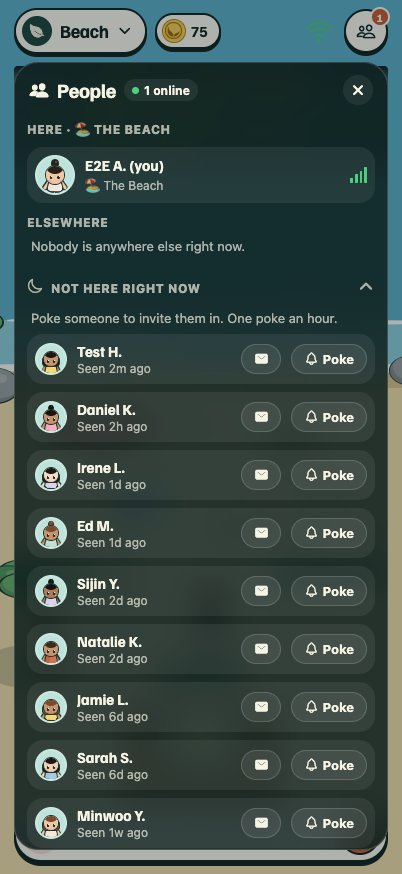 Beach
75
1
People
1 online
HERE · 🏖️ THE BEACH
E2E A. (you)
🏖️ The Beach
ELSEWHERE
Nobody is anywhere else right now.
NOT HERE RIGHT NOW
Poke someone to invite them in. One poke an hour.
Test H.
Seen 2m ago
Poke
Daniel K.
Seen 2h ago
Poke
Irene L.
Seen 1d ago
Poke
Ed M.
Seen 1d ago
Poke
Sijin Y.
Seen 2d ago
Poke
Natalie K.
Seen 2d ago
Poke
Jamie L.
Seen 6d ago
Poke
Sarah S.
Seen 6d ago
Poke
Minwoo Y.
Seen 1w ago
Poke